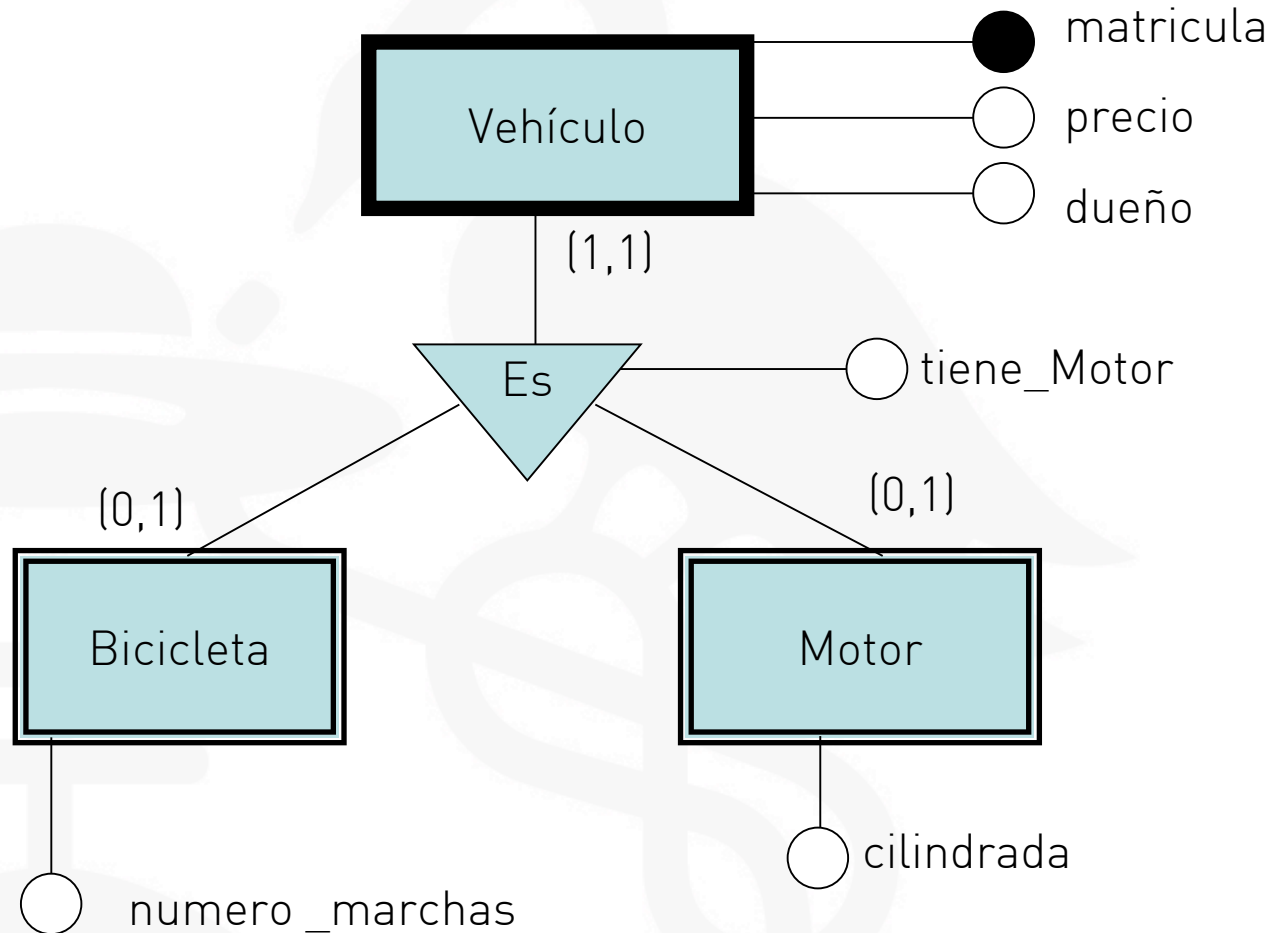 matricula
Vehículo
precio
dueño
(1,1)
Es
tiene_Motor
(0,1)
(0,1)
Bicicleta
Motor
cilindrada
numero _marchas